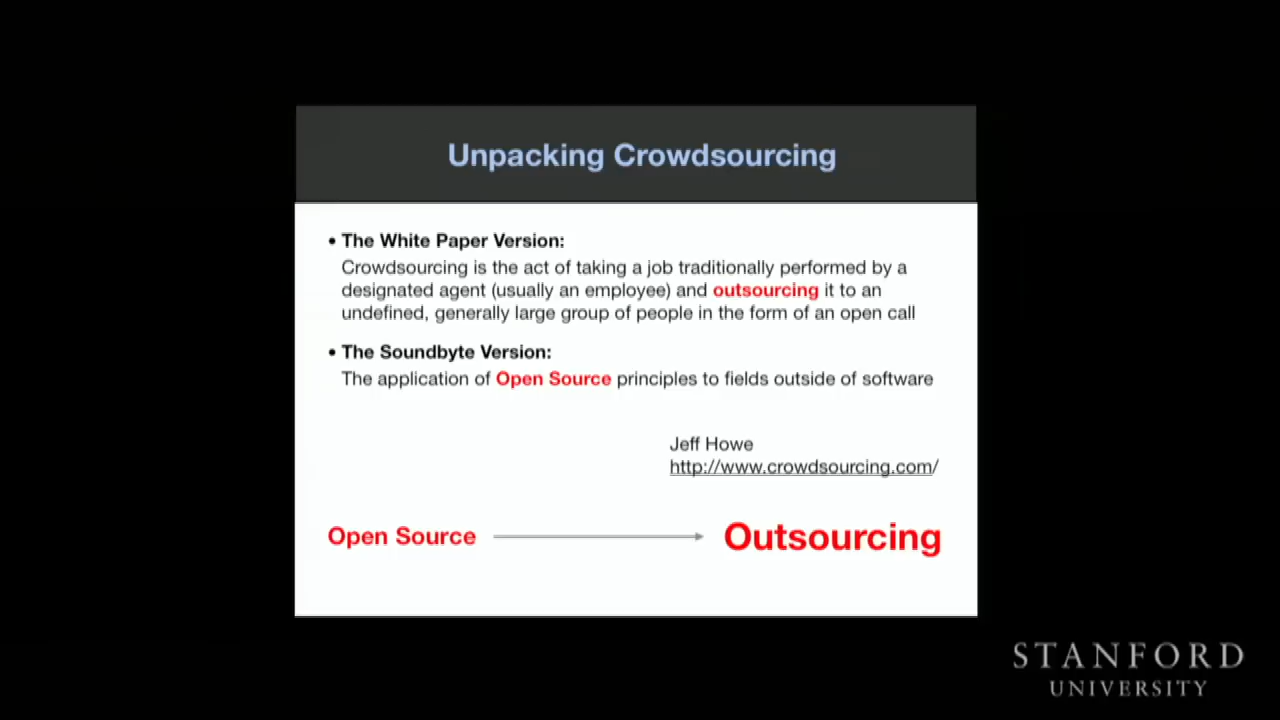 Unpacking Crowdsourcing
• The White Paper Version:
Crowdsourcing is the act of taking a job traditionally performed by a
designated agent (usually an employee) and outsourcing it to an
undefined, generally large group of people in the form of an open call
• The Soundbyte Version:
The application of Open Source principles to fields outside of software
Jeff Howe
http://www.crowdsourcing.com/
Open Source
Outsourcing
STANFORD
UNIVERSITY